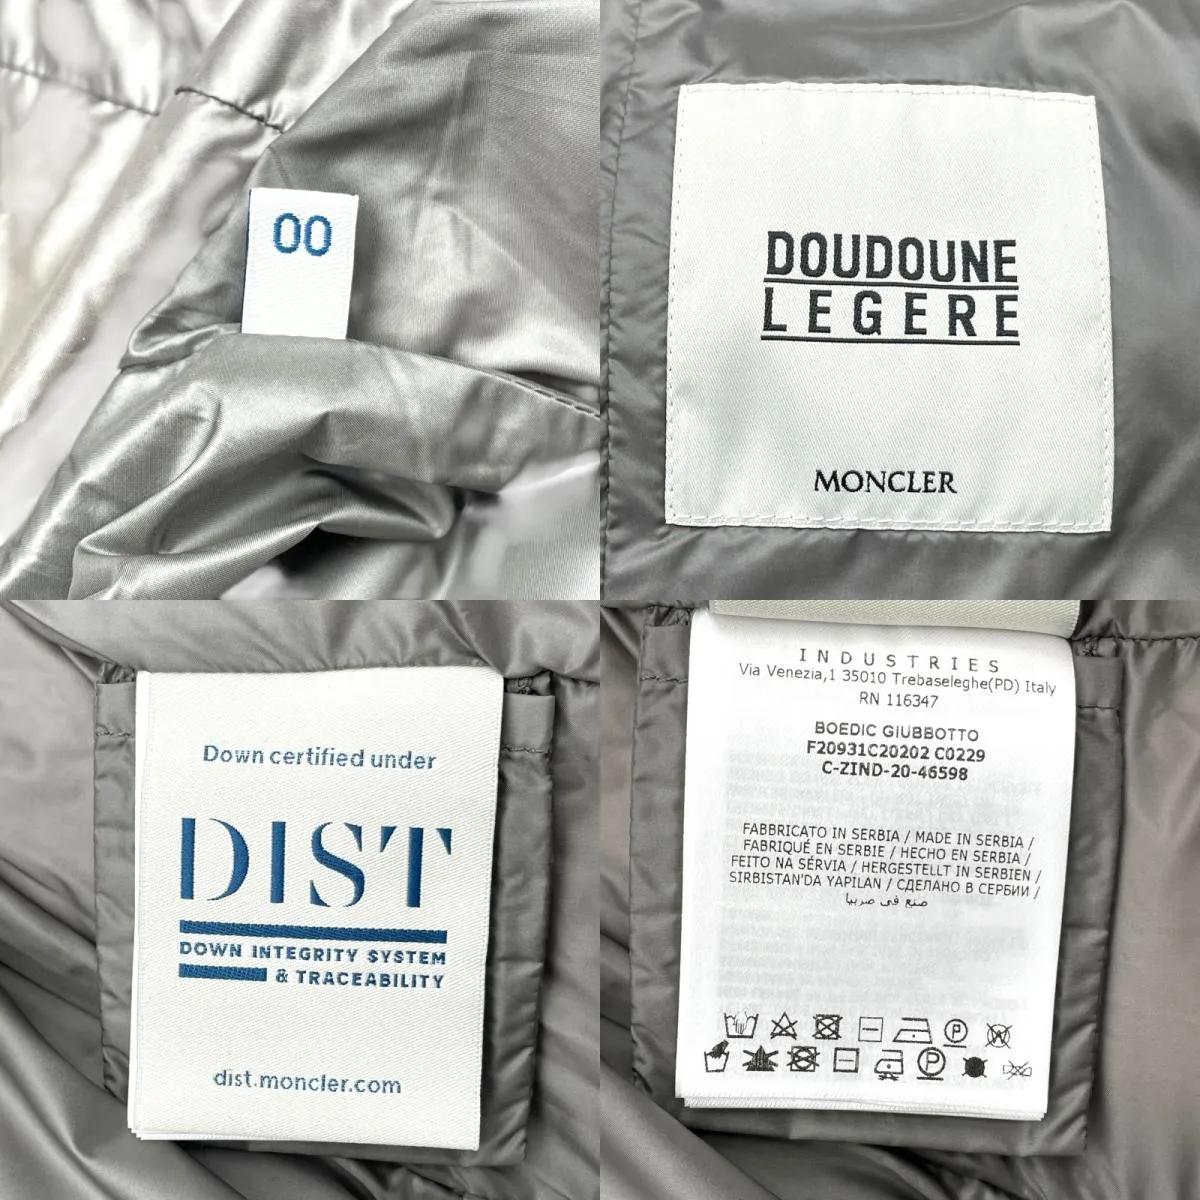 00
DOUDOUNE
LEGERE
MONCLER
Down certified under
DIST
DOWN INTEGRITY SYSTEM
& TRACEABILITY
dist.moncler.com
INDUSTRIES
Via Venezia,1 35010 Trebaseleghe(PD) Italy
RN 116347
BOEDIC GIUBBOTTO
F20931C20202 C0229
C-ZIND-20-46598
FABBRICATO IN SERBIA / MADE IN SERBIA /
FABRIQUÉ EN SERBIE / HECHO EN SERBIA /
FEITO NA SÉRVIA / HERGESTELLT IN SERBIEN /
SIRBISTAN'DA YAPILAN / СДЕЛАНО В СЕРБИИ /
صنع في صربيا
P W
P